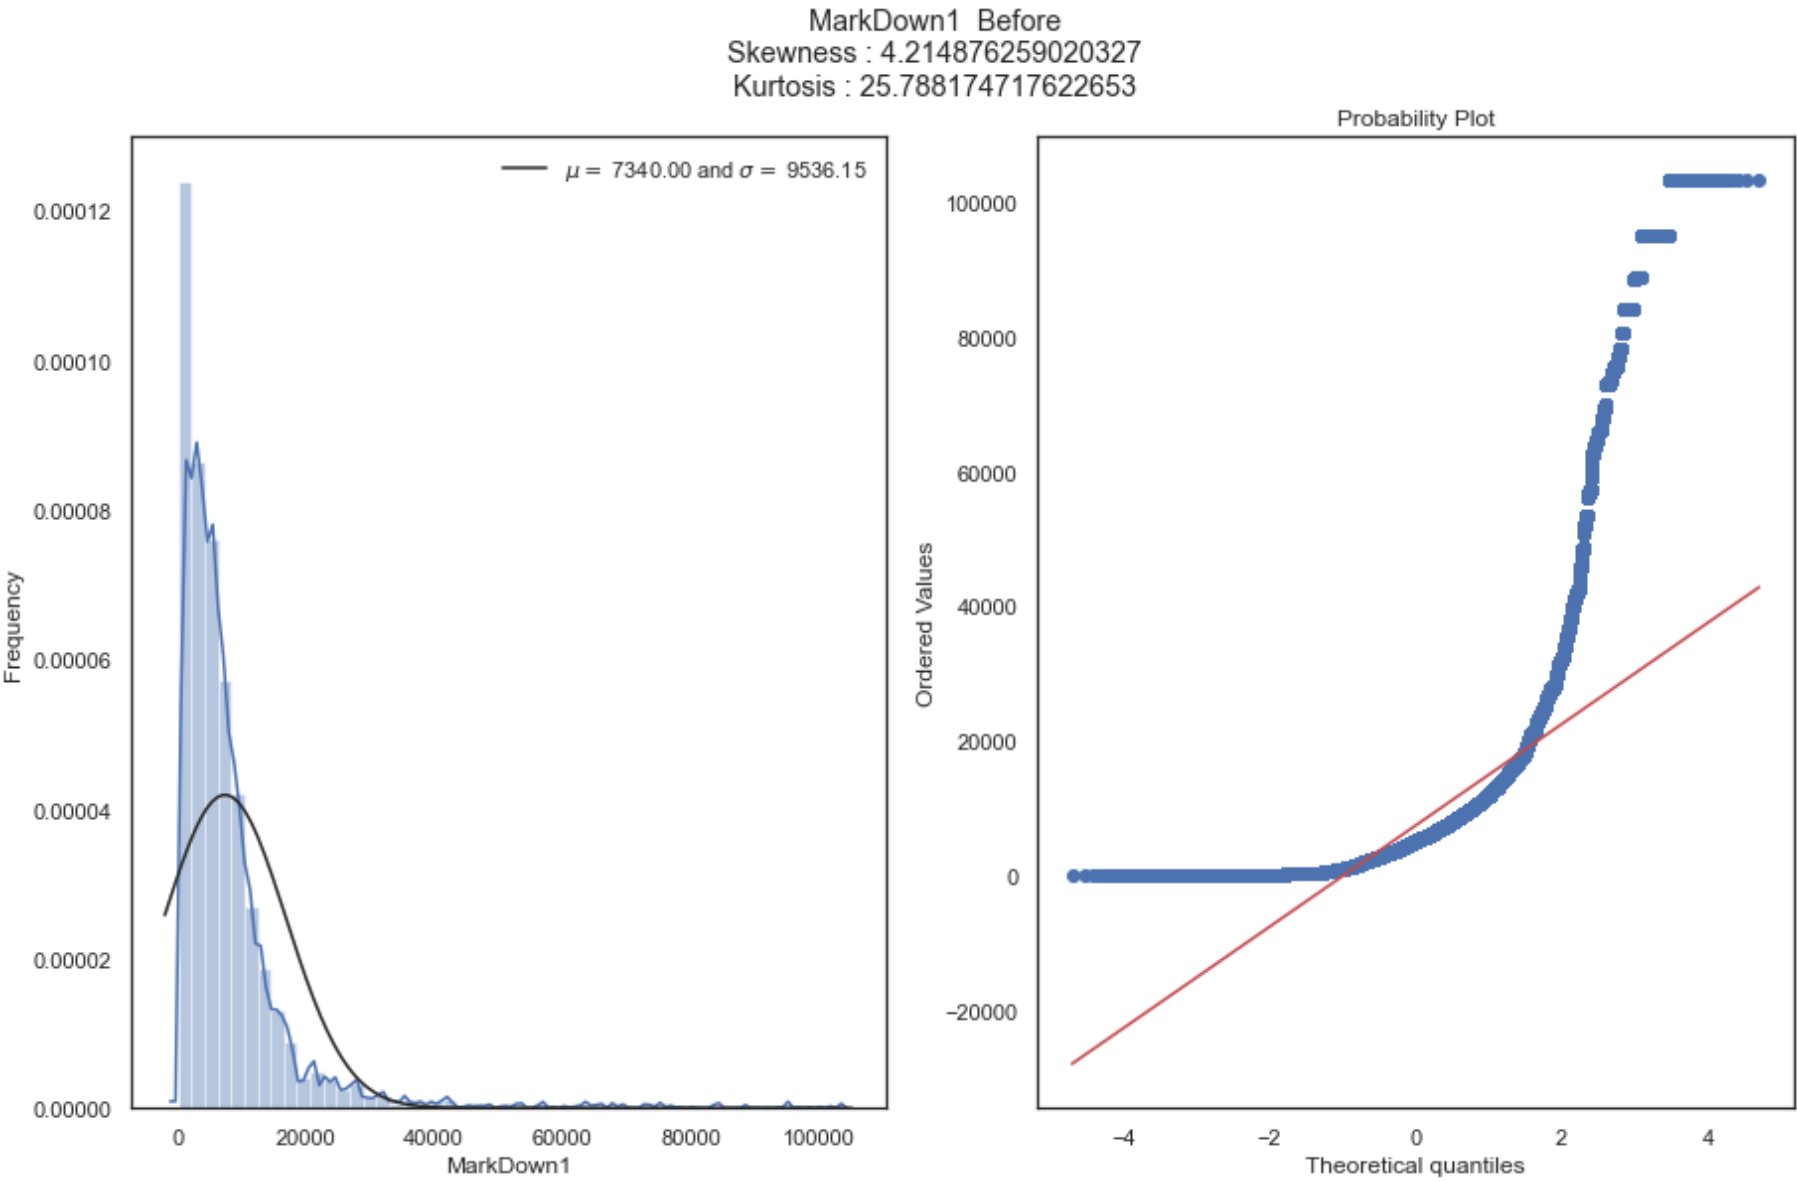 MarkDown1  Before
Skewness : 4.214876259020327
Kurtosis : 25.788174717622653
μ = 7340.00 and σ = 9536.15
0.00012
0.00010
0.00008
0.00006
0.00004
0.00002
0.00000
Frequency
0
20000
40000
60000
80000
100000
MarkDown1
Probability Plot
100000
80000
60000
40000
20000
0
−20000
Ordered Values
−4
−2
0
2
4
Theoretical quantiles